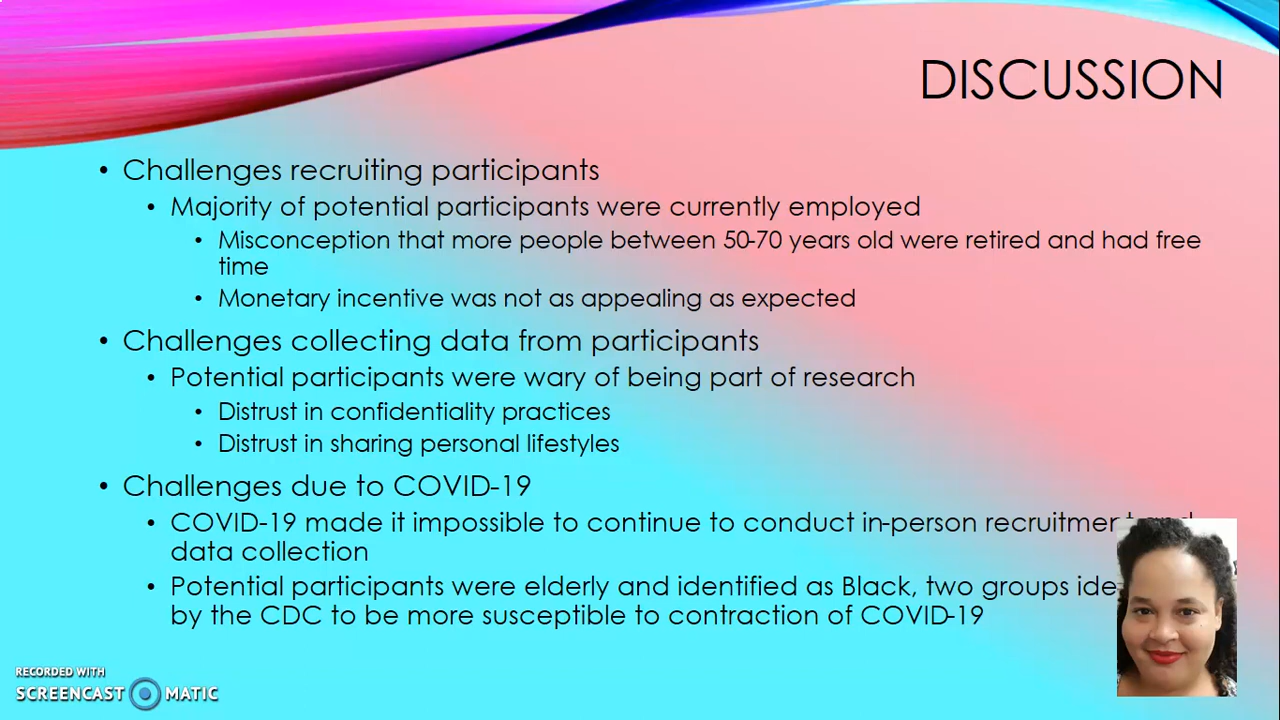 DISCUSSION
• Challenges recruiting participants
• Majority of potential participants were currently employed
• Misconception that more people between 50-70 years old were retired and had free
time
• Monetary incentive was not as appealing as expected
• Challenges collecting data from participants
• Potential participants were wary of being part of research
• Distrust in confidentiality practices
• Distrust in sharing personal lifestyles
• Challenges due to COVID-19
• COVID-19 made it impossible to continue to conduct in-person recruitment and
data collection
• Potential participants were elderly and identified as Black, two groups
by the CDC to be more susceptible to contraction of COVID-19
RECORDED WITH
SCREENCAST MATIC